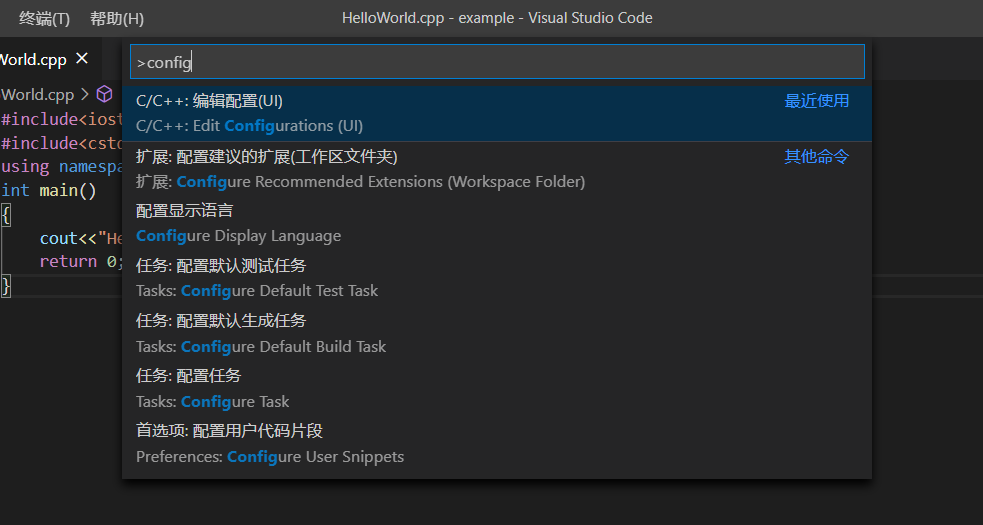 终端(T) 帮助(H) HelloWorld.cpp - example - Visual Studio Code
World.cpp ×
>config
World.cpp >
C/C++: 编辑配置(UI) 最近使用
C/C++: Edit Configurations (UI)
#include<iost
#include<cstd
扩展: 配置建议的扩展(工作区文件夹) 其他命令
using namespa
扩展: Configure Recommended Extensions (Workspace Folder)
int main()
配置显示语言
{
Configure Display Language
cout<<"He
return 0;
任务: 配置默认测试任务
}
Tasks: Configure Default Test Task
任务: 配置默认生成任务
Tasks: Configure Default Build Task
任务: 配置任务
Tasks: Configure Task
首选项: 配置用户代码片段
Preferences: Configure User Snippets